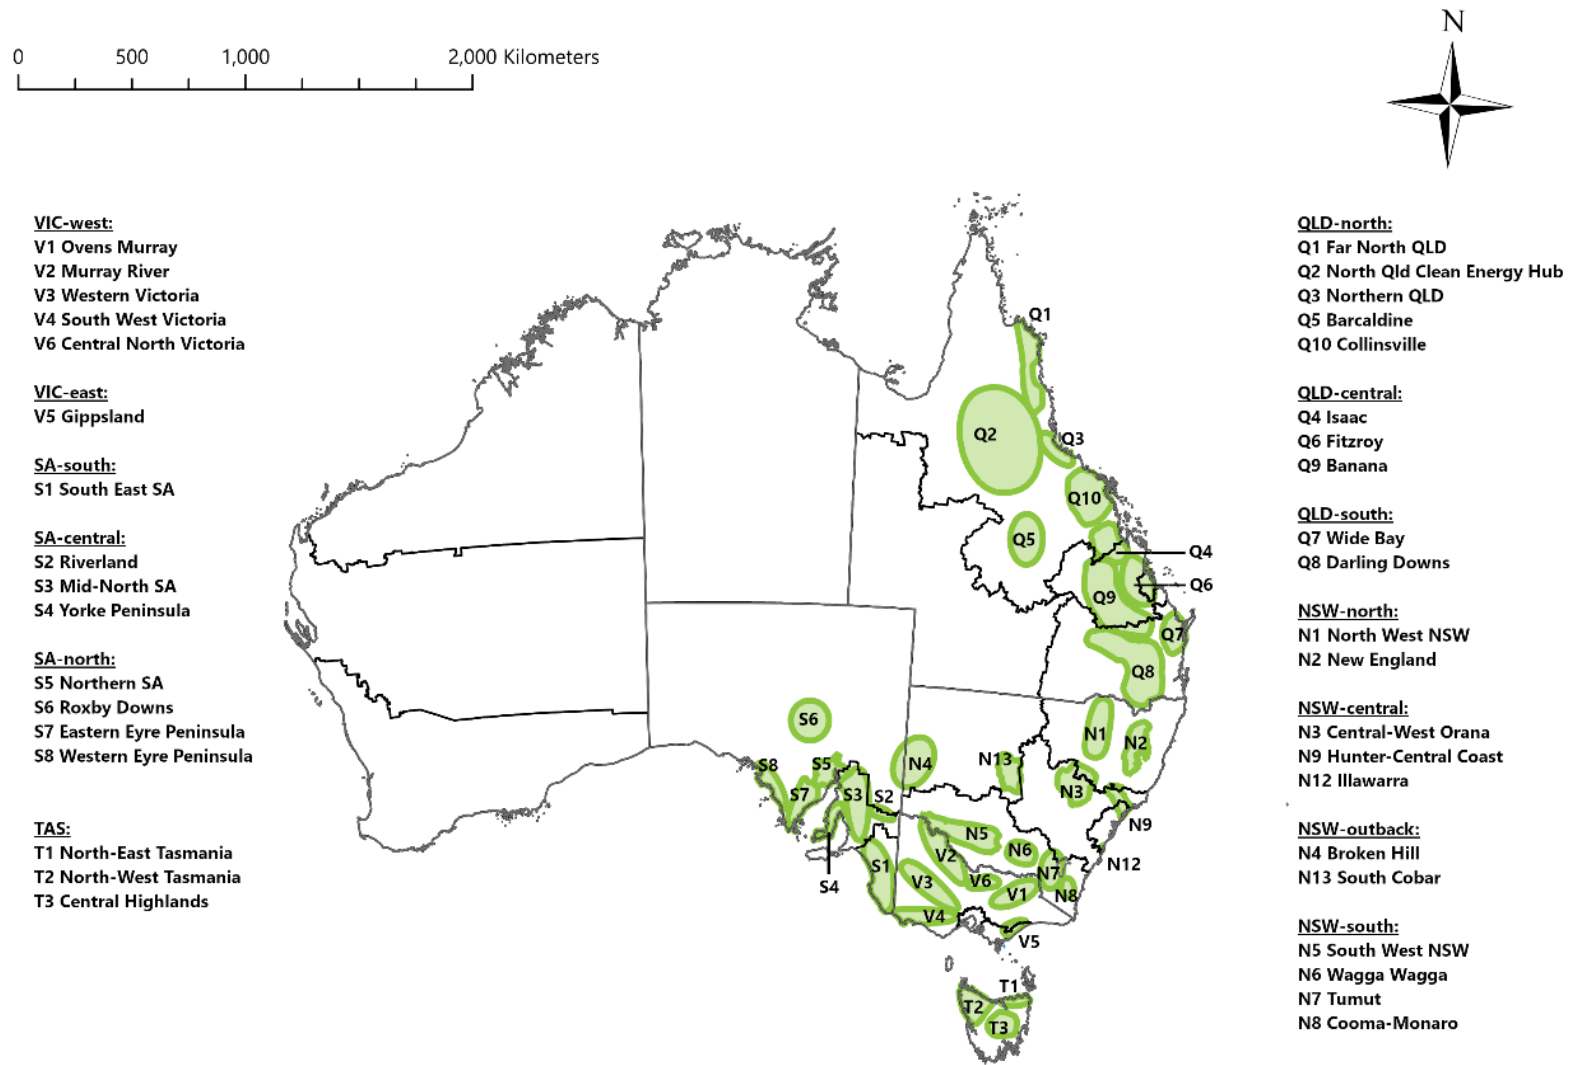 N
0 500 1,000 2,000 Kilometers
VIC-west:
V1 Ovens Murray
V2 Murray River
V3 Western Victoria
V4 South West Victoria
V6 Central North Victoria
VIC-east:
V5 Gippsland
SA-south:
S1 South East SA
SA-central:
S2 Riverland
S3 Mid-North SA
S4 Yorke Peninsula
SA-north:
S5 Northern SA
S6 Roxby Downs
S7 Eastern Eyre Peninsula
S8 Western Eyre Peninsula
TAS:
T1 North-East Tasmania
T2 North-West Tasmania
T3 Central Highlands
Q1
Q2
Q3
Q10
Q5
Q4
Q6
Q9
Q7
Q8
S6
N1
N2
N4
N13
S8
S5
S7
S3
S2
N3
N9
N5
V2
N6
N12
S1
S4
V3
V6
N7
V1
N8
V4
V5
T1
T2
T3
QLD-north:
Q1 Far North QLD
Q2 North Qld Clean Energy Hub
Q3 Northern QLD
Q5 Barcaldine
Q10 Collinsville
QLD-central:
Q4 Isaac
Q6 Fitzroy
Q9 Banana
QLD-south:
Q7 Wide Bay
Q8 Darling Downs
NSW-north:
N1 North West NSW
N2 New England
NSW-central:
N3 Central-West Orana
N9 Hunter-Central Coast
N12 Illawarra
NSW-outback:
N4 Broken Hill
N13 South Cobar
NSW-south:
N5 South West NSW
N6 Wagga Wagga
N7 Tumut
N8 Cooma-Monaro